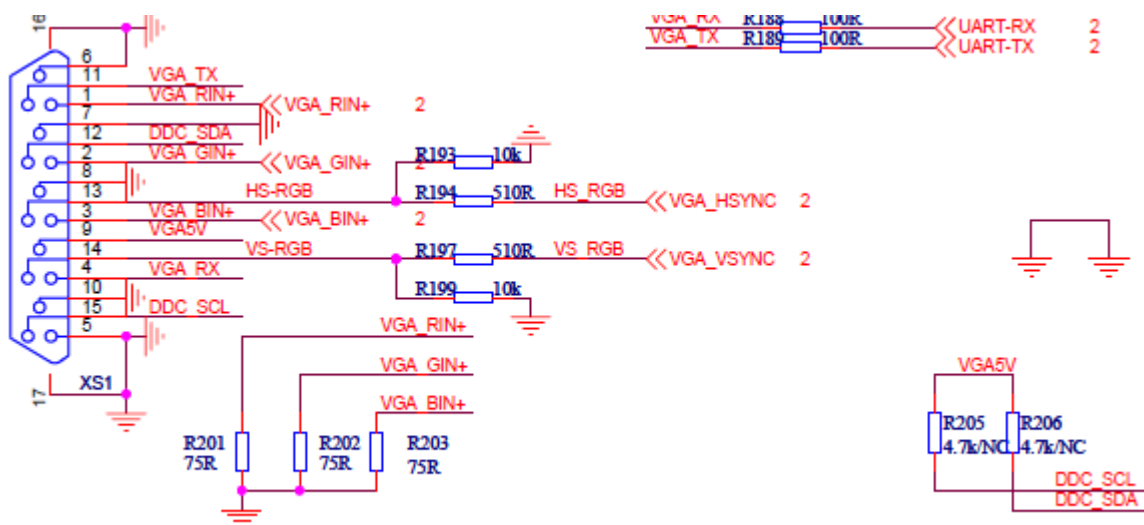 16
VGA_RX R188 100R UART-RX 2
VGA_TX R189 100R UART-TX 2
6
11 VGA_TX
1 VGA_RIN+ VGA_RIN+ 2
7
12 DDC_SDA
2 VGA_GIN+ VGA_GIN+ 2
R193 10k
8
13 HS-RGB R194 510R HS_RGB VGA_HSYNC 2
3 VGA_BIN+ VGA_BIN+ 2
9 VGA5V
14 VS-RGB R197 510R VS_RGB VGA_VSYNC 2
4 VGA_RX
10 R199 10k
15 DDC_SCL
5
VGA_RIN+
VGA_GIN+
VGA5V
17 XS1
VGA_BIN+
R201 75R
R202 75R
R203 75R
R205 4.7k/NC
R206 4.7k/NC
DDC_SCL
DDC_SDA